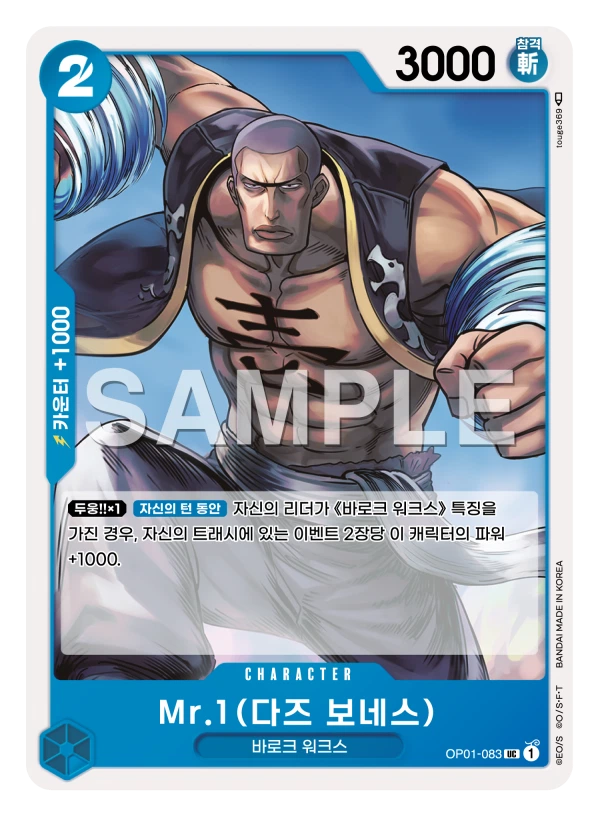 2
3000
참격
斬
touge369
⚡카운터 +1000
SAMPLE
두웅!!×1 자신의 턴 동안 자신의 리더가 《바로크 워크스》 특징을
가진 경우, 자신의 트래시에 있는 이벤트 2장당 이 캐릭터의 파워
+1000.
CHARACTER
Mr.1(다즈 보네스)
바로크 워크스
OP01-083 UC 1
©EO/S ©O/S·F·T BANDAI MADE IN KOREA